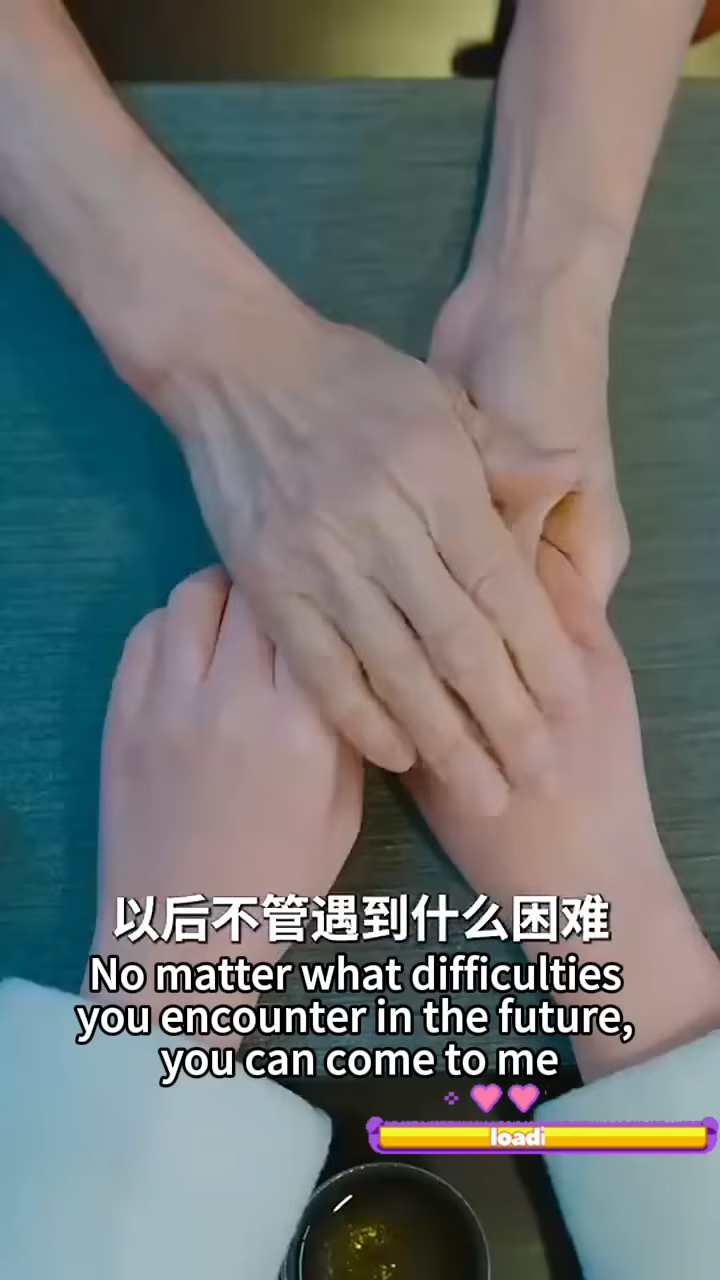 以后不管遇到什么困难
No matter what difficulties
you encounter in the future,
you can come to me
loadi